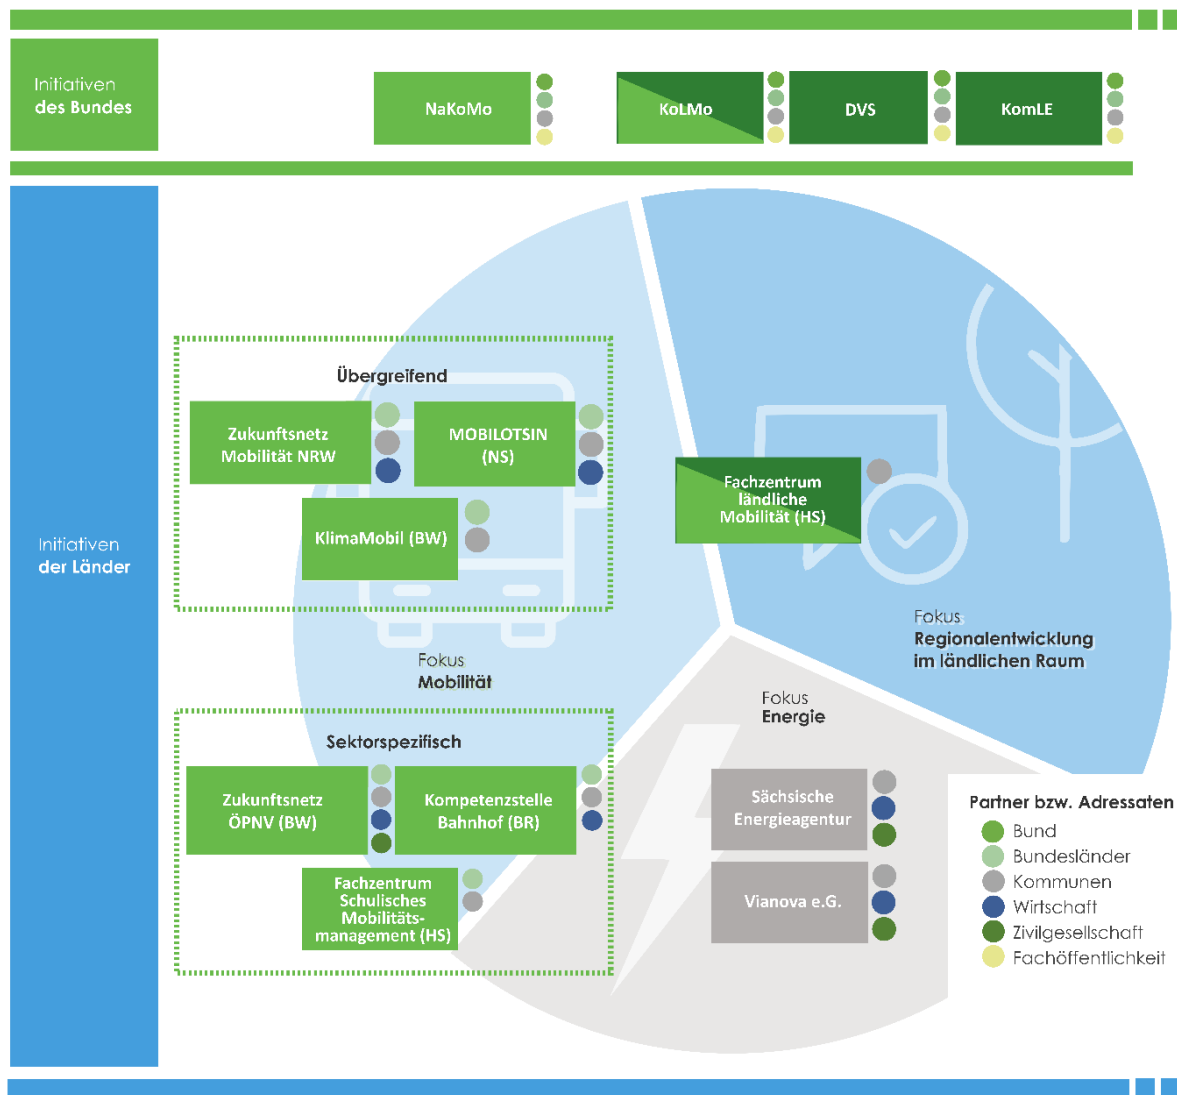 Initiativen
des Bundes
NaKoMo
KoLMo
DVS
KomLE
Initiativen
der Länder
Übergreifend
Zukunftsnetz
Mobilität NRW
MOBILOTSIN
(NS)
KlimaMobil (BW)
Fokus
Mobilität
Sektorspezifisch
Zukunftsnetz
ÖPNV (BW)
Kompetenzstelle
Bahnhof (BR)
Fachzentrum
Schulisches
Mobilitäts-
management (HS)
Fachzentrum
ländliche
Mobilität (HS)
Fokus
Regionalentwicklung
im ländlichen Raum
Fokus
Energie
Sächsische
Energieagentur
Vianova e.G.
Partner bzw. Adressaten
Bund
Bundesländer
Kommunen
Wirtschaft
Zivilgesellschaft
Fachöffentlichkeit